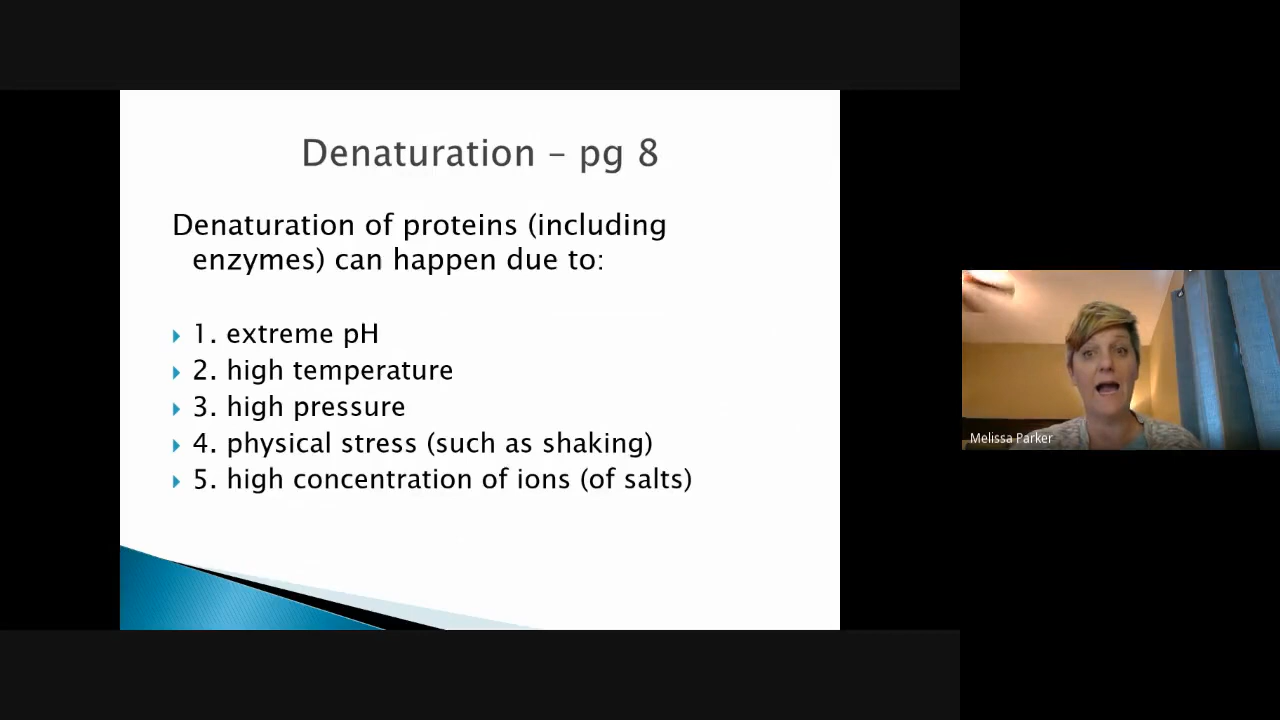 Denaturation – pg 8
Denaturation of proteins (including
enzymes) can happen due to:
1. extreme pH
2. high temperature
3. high pressure
4. physical stress (such as shaking)
5. high concentration of ions (of salts)
Melissa Parker